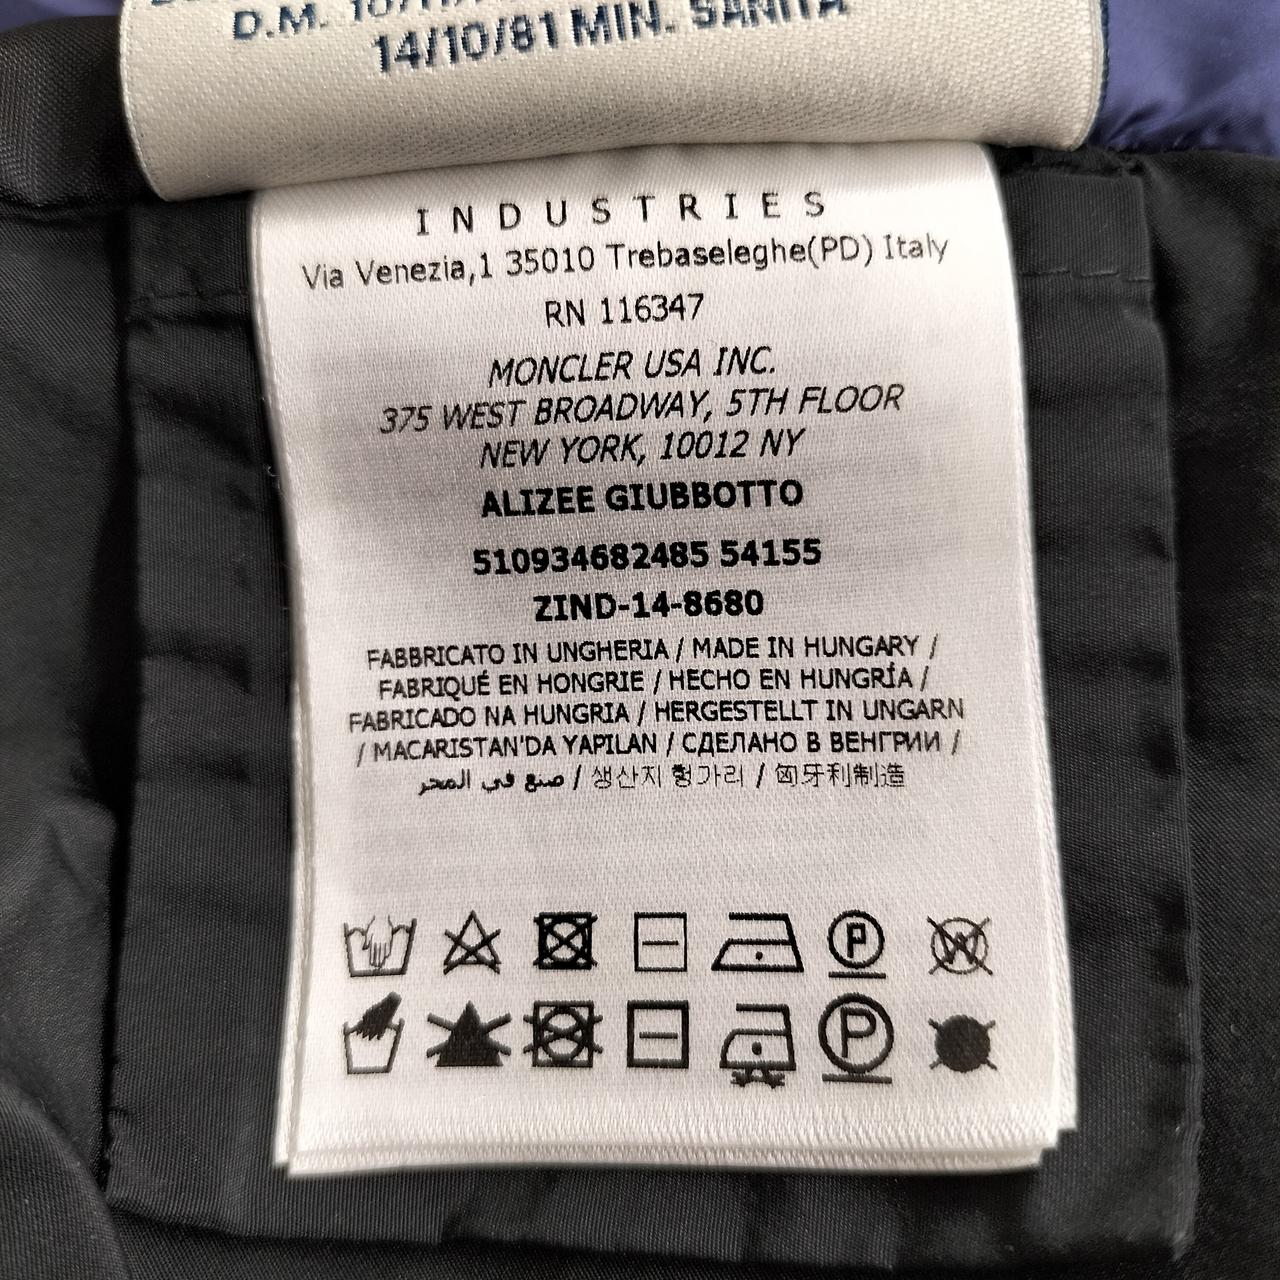 D.M.
14/10/81 MIN. SANITA
INDUSTRIES
Via Venezia,1 35010 Trebaseleghe(PD) Italy
RN 116347
MONCLER USA INC.
375 WEST BROADWAY, 5TH FLOOR
NEW YORK, 10012 NY
ALIZEE GIUBBOTTO
510934682485 54155
ZIND-14-8680
FABBRICATO IN UNGHERIA / MADE IN HUNGARY /
FABRIQUÉ EN HONGRIE / HECHO EN HUNGRÍA /
FABRICADO NA HUNGRIA / HERGESTELLT IN UNGARN
/ MACARISTAN'DA YAPILAN / СДЕЛАНО В ВЕНГРИИ /
صنع في المجر / 생산지 헝가리 / 匈牙利制造
P W
P